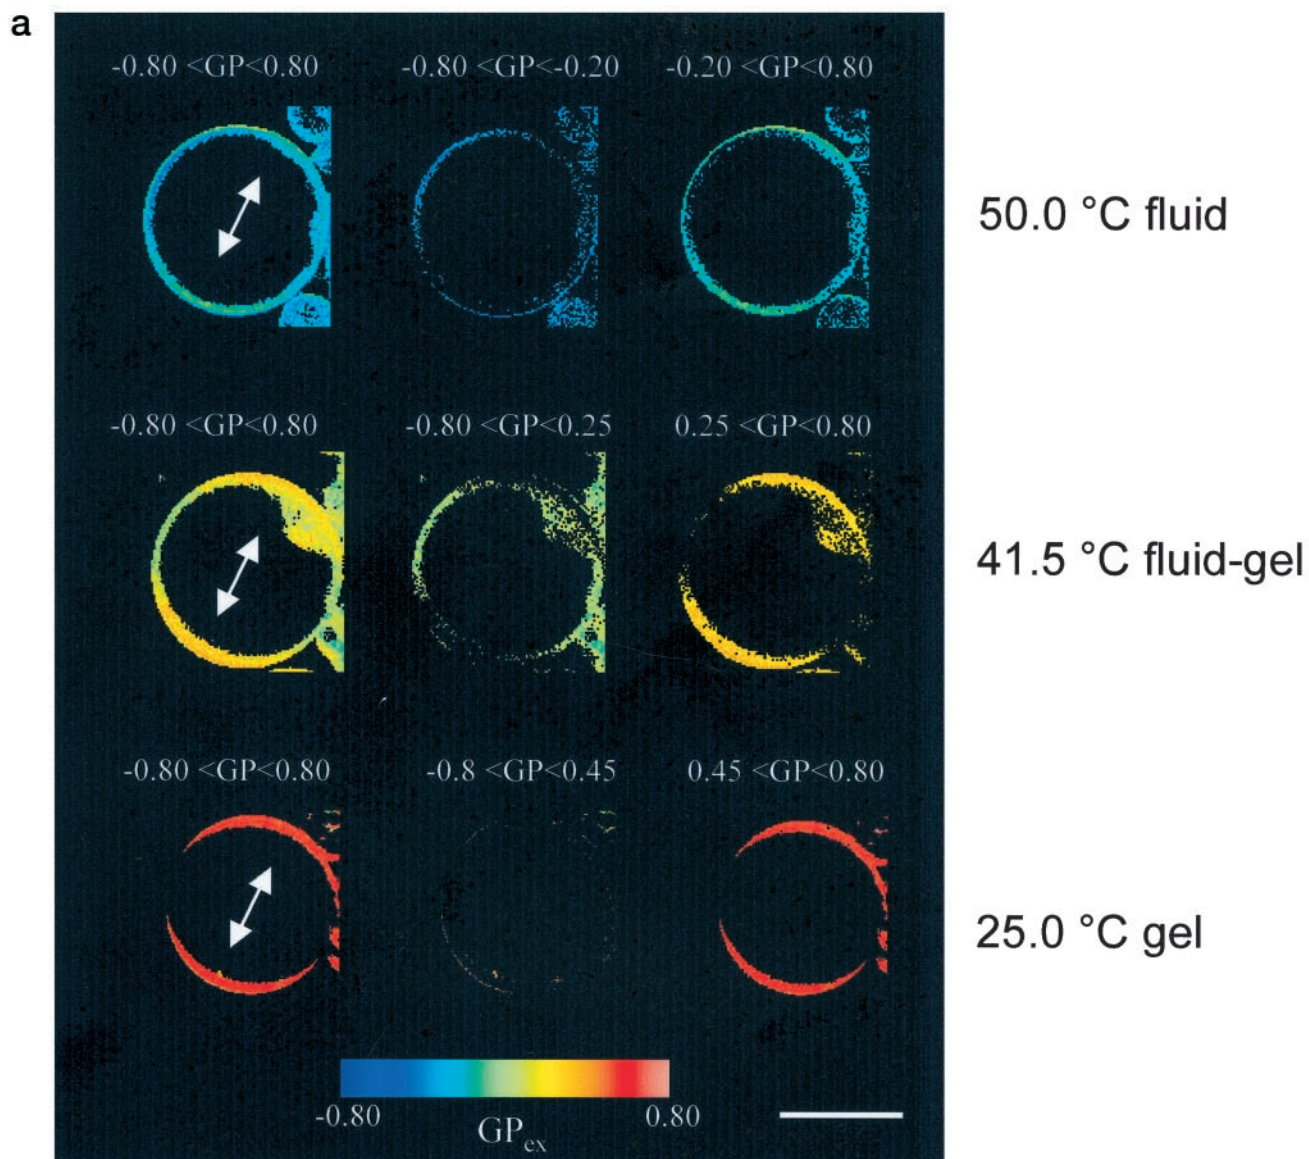 a
-0.80 <GP<0.80
-0.80 <GP<-0.20
-0.20 <GP<0.80
50.0 °C fluid
-0.80 <GP<0.80
-0.80 <GP<0.25
0.25 <GP<0.80
41.5 °C fluid-gel
-0.80 <GP<0.80
-0.8 <GP<0.45
0.45 <GP<0.80
25.0 °C gel
-0.80
0.80
GPex